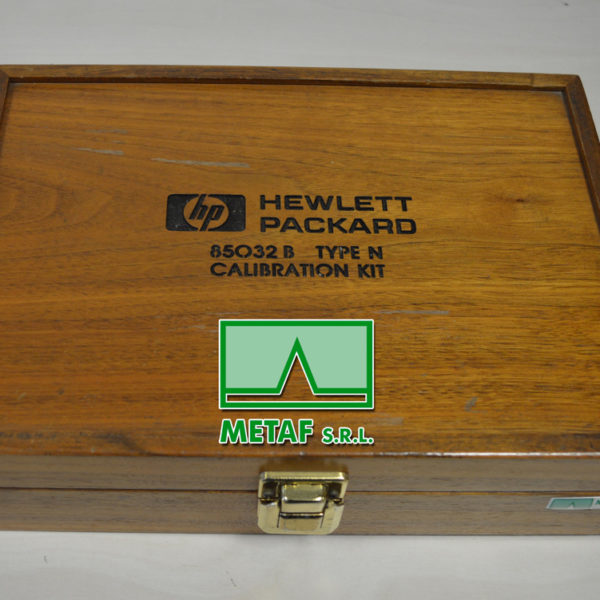 hp
HEWLETT
PACKARD
85032 B TYPE N
CALIBRATION KIT
METAF S.R.L.